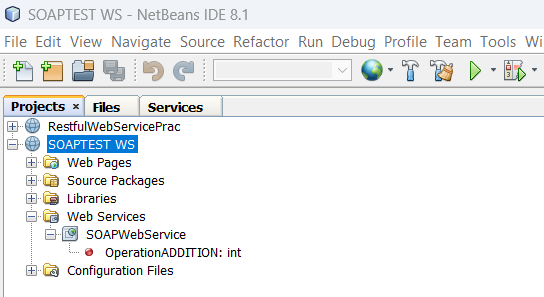 SOAPTEST WS - NetBeans IDE 8.1
File Edit View Navigate Source Refactor Run Debug Profile Team Tools
Projects × Files Services
RestfulWebServicePrac
SOAPTEST WS
Web Pages
Source Packages
Libraries
Web Services
SOAPWebService
OperationADDITION: int
Configuration Files